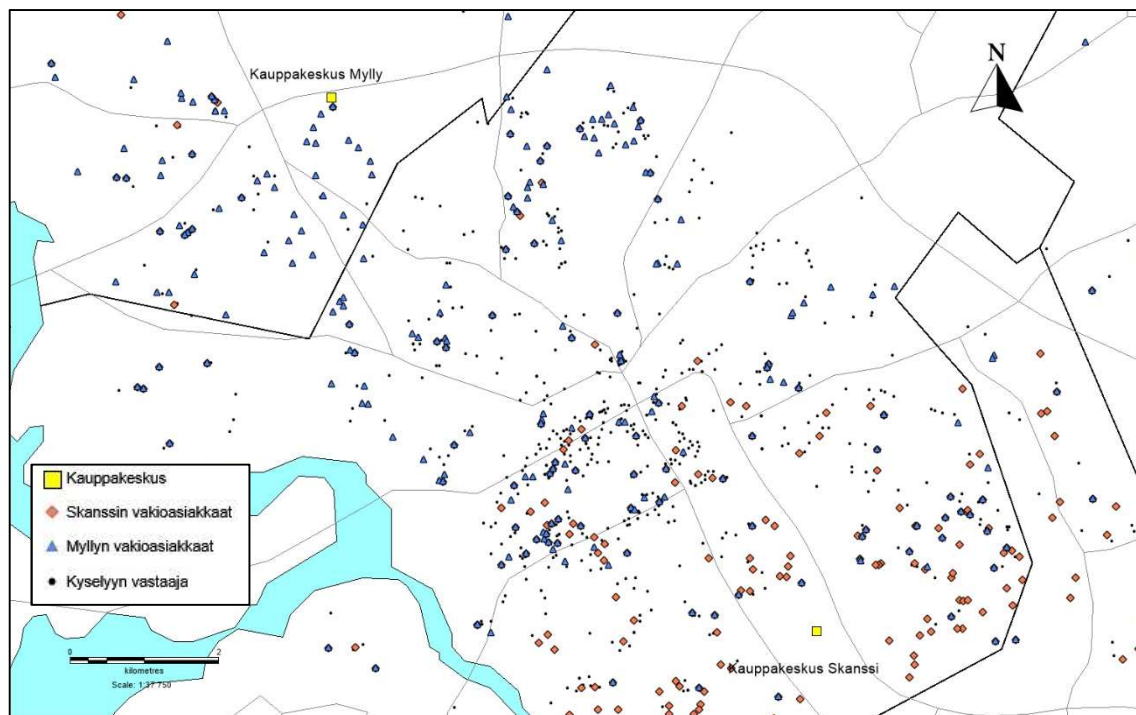 Kauppakeskus Mylly
N
Kauppakeskus
Skanssin vakioasiakkaat
Myllyn vakioasiakkaat
Kyselyyn vastaaja
0 2
kilometres
Scale: 1:37 750
Kauppakeskus Skanssi